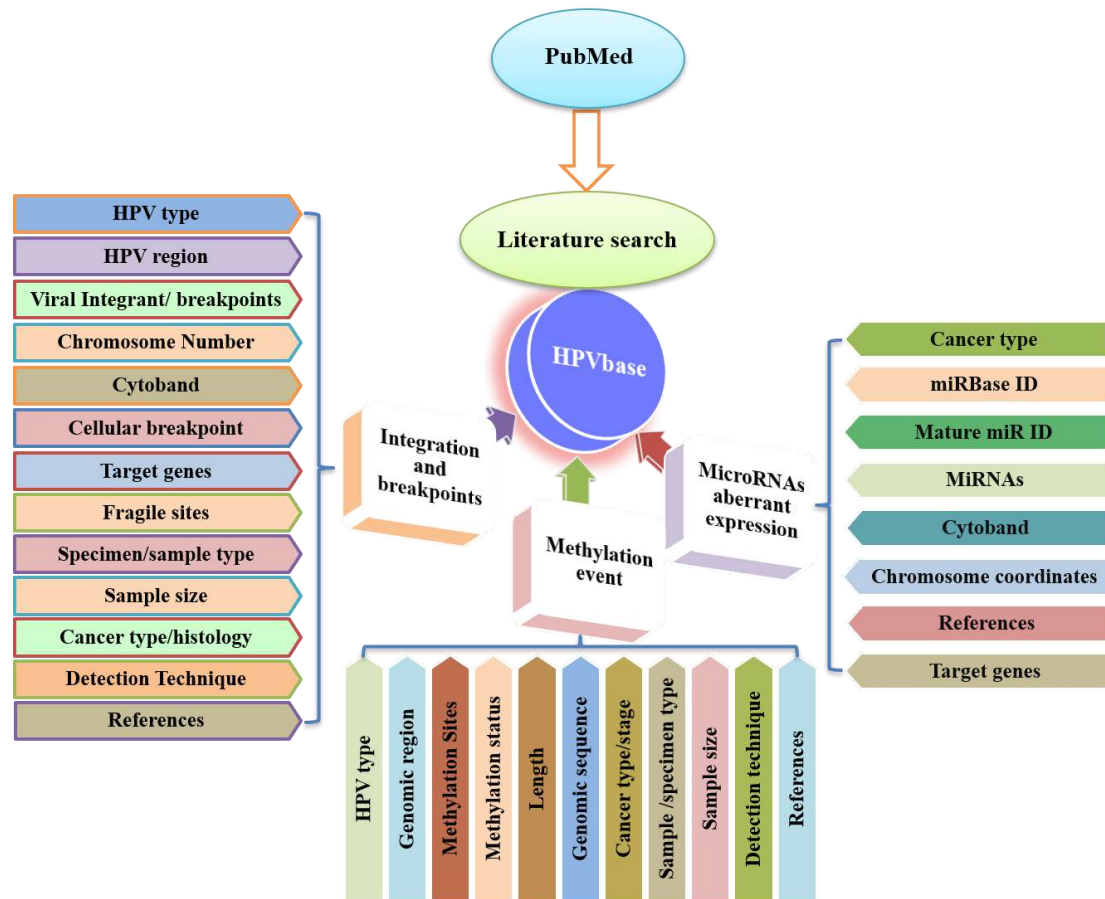 PubMed
Literature search
HPVbase
HPV type
HPV region
Viral Integrant/ breakpoints
Chromosome Number
Cytoband
Cellular breakpoint
Target genes
Fragile sites
Specimen/sample type
Sample size
Cancer type/histology
Detection Technique
References
Integration
and
breakpoints
Methylation
event
MicroRNAs
aberrant
expression
Cancer type
miRBase ID
Mature miR ID
MiRNAs
Cytoband
Chromosome coordinates
References
Target genes
HPV type
Genomic region
Methylation Sites
Methylation status
Length
Genomic sequence
Cancer type/stage
Sample /specimen type
Sample size
Detection technique
References